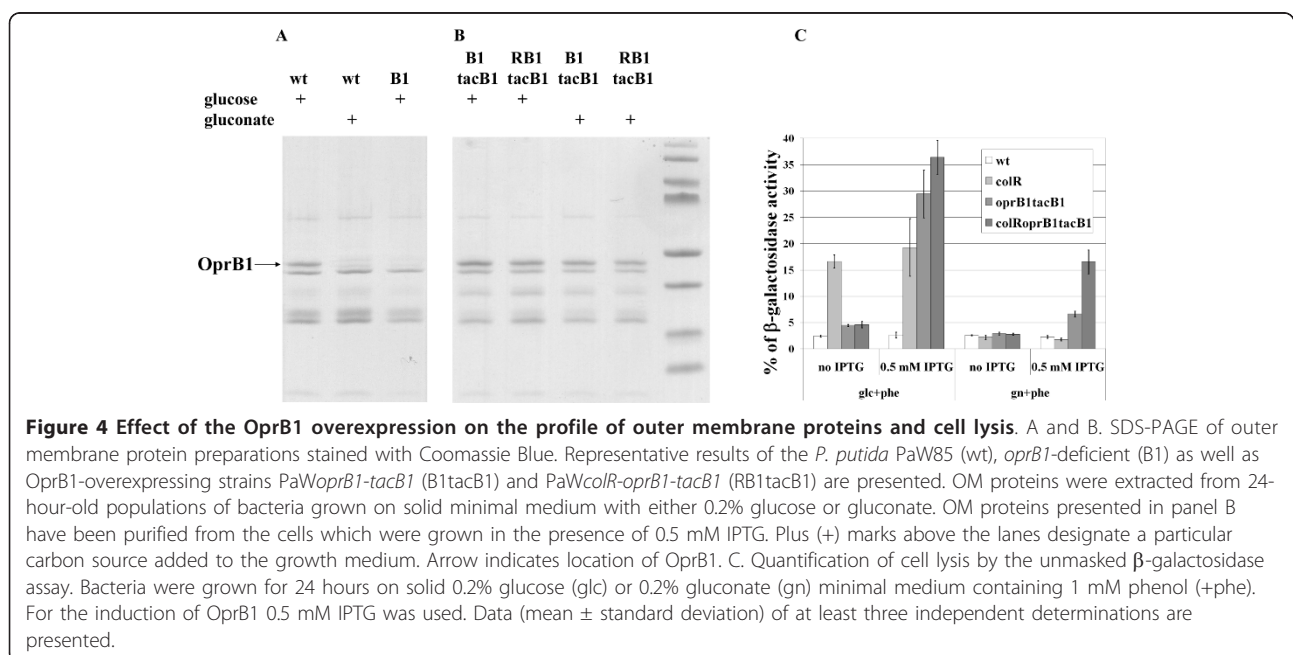 A B C
wt wt B1
B1 RB1 B1 RB1
tacB1 tacB1 tacB1 tacB1
glucose + + + +
gluconate + + +
OprB1
% of β-galactosidase activity
40
35
30
25
20
15
10
5
0
wt
colR
oprB1tacB1
colRoprB1tacB1
no IPTG 0.5 mM IPTG no IPTG 0.5 mM IPTG
glc+phe gn+phe
Figure 4 Effect of the OprB1 overexpression on the profile of outer membrane proteins and cell lysis. A and B. SDS-PAGE of outer
membrane protein preparations stained with Coomassie Blue. Representative results of the P. putida PaW85 (wt), oprB1-deficient (B1) as well as
OprB1-overexpressing strains PaWoprB1-tacB1 (B1tacB1) and PaWcolR-oprB1-tacB1 (RB1tacB1) are presented. OM proteins were extracted from 24-
hour-old populations of bacteria grown on solid minimal medium with either 0.2% glucose or gluconate. OM proteins presented in panel B
have been purified from the cells which were grown in the presence of 0.5 mM IPTG. Plus (+) marks above the lanes designate a particular
carbon source added to the growth medium. Arrow indicates location of OprB1. C. Quantification of cell lysis by the unmasked β-galactosidase
assay. Bacteria were grown for 24 hours on solid 0.2% glucose (glc) or 0.2% gluconate (gn) minimal medium containing 1 mM phenol (+phe).
For the induction of OprB1 0.5 mM IPTG was used. Data (mean ± standard deviation) of at least three independent determinations are
presented.